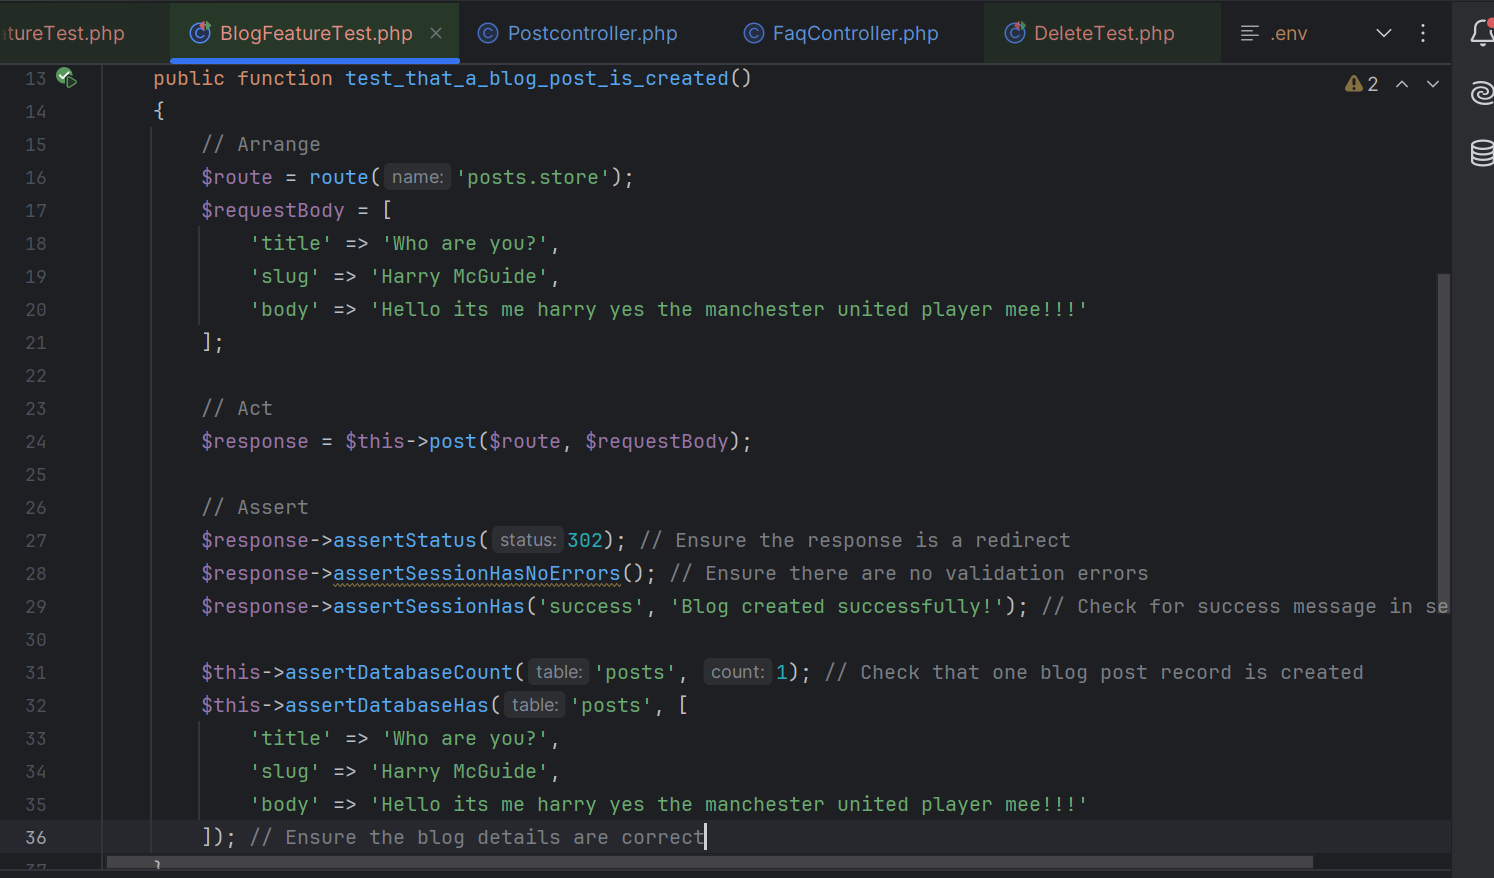 tureTest.php BlogFeatureTest.php × Postcontroller.php FaqController.php DeleteTest.php .env
13 public function test_that_a_blog_post_is_created() 2
14 {
15 // Arrange
16 $route = route( name: 'posts.store');
17 $requestBody = [
18 'title' => 'Who are you?',
19 'slug' => 'Harry McGuide',
20 'body' => 'Hello its me harry yes the manchester united player mee!!!'
21 ];
22
23 // Act
24 $response = $this->post($route, $requestBody);
25
26 // Assert
27 $response->assertStatus( status: 302); // Ensure the response is a redirect
28 $response->assertSessionHasNoErrors(); // Ensure there are no validation errors
29 $response->assertSessionHas('success', 'Blog created successfully!'); // Check for success message in se
30
31 $this->assertDatabaseCount( table: 'posts', count: 1); // Check that one blog post record is created
32 $this->assertDatabaseHas( table: 'posts', [
33 'title' => 'Who are you?',
34 'slug' => 'Harry McGuide',
35 'body' => 'Hello its me harry yes the manchester united player mee!!!'
36 ]); // Ensure the blog details are correct
37 }